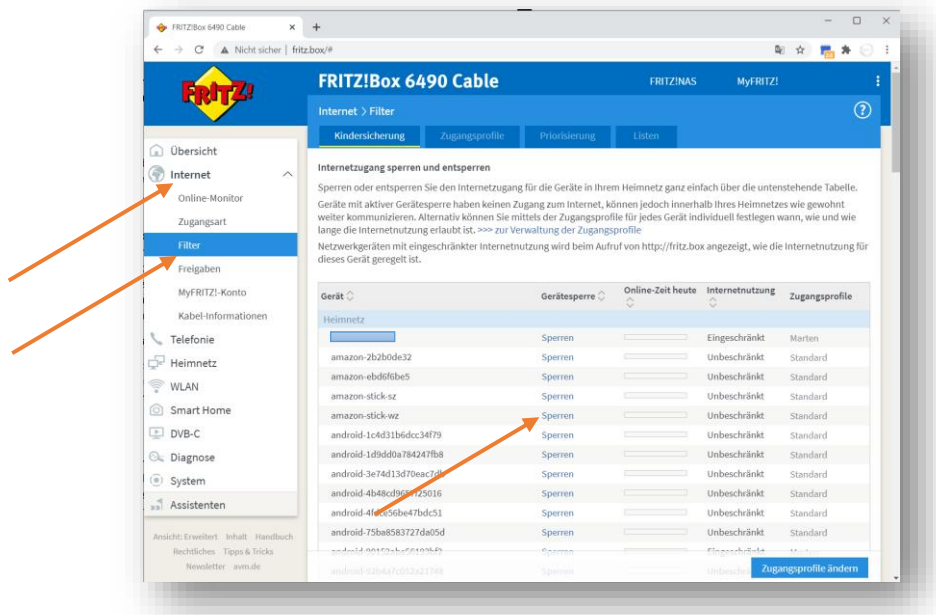 FRITZ!Box 6490 Cable
Nicht sicher | fritz.box/#
FRITZ!
FRITZ!Box 6490 Cable
FRITZ!NAS
MyFRITZ!
Internet > Filter
Kindersicherung
Zugangsprofile
Priorisierung
Listen
Übersicht
Internet
Online-Monitor
Zugangsart
Filter
Freigaben
MyFRITZ!-Konto
Kabel-Informationen
Telefonie
Heimnetz
WLAN
Smart Home
DVB-C
Diagnose
System
Assistenten
Ansicht: Erweitert Inhalt Handbuch
Rechtliches Tipps & Tricks
Newsletter avm.de
Internetzugang sperren und entsperren
Sperren oder entsperren Sie den Internetzugang für die Geräte in Ihrem Heimnetz ganz einfach über die untenstehende Tabelle.
Geräte mit aktiver Gerätesperre haben keinen Zugang zum Internet, können jedoch innerhalb Ihres Heimnetzes wie gewohnt
weiter kommunizieren. Alternativ können Sie mittels der Zugangsprofile für jedes Gerät individuell festlegen wann, wie und wie
lange die Internetnutzung erlaubt ist. >>> zur Verwaltung der Zugangsprofile
Netzwerkgeräten mit eingeschränkter Internetnutzung wird beim Aufruf von http://fritz.box angezeigt, wie die Internetnutzung für
dieses Gerät geregelt ist.
Gerät Gerätesperre Online-Zeit heute Internetnutzung Zugangsprofile
Heimnetz
Sperren Eingeschränkt Marten
amazon-2b2b0de32 Sperren Unbeschränkt Standard
amazon-ebd6f6be5 Sperren Unbeschränkt Standard
amazon-stick-sz Sperren Unbeschränkt Standard
amazon-stick-wz Sperren Unbeschränkt Standard
android-1c4d31b6dcc34f79 Sperren Unbeschränkt Standard
android-1d9dd0a784247fb8 Sperren Unbeschränkt Standard
Sperren Unbeschränkt Standard
Sperren Unbeschränkt Standard
Sperren Unbeschränkt Standard
android-75ba8583727da05d Sperren Unbeschränkt Standard
Sperren Eingeschränkt
Sperren
Zugangsprofile ändern